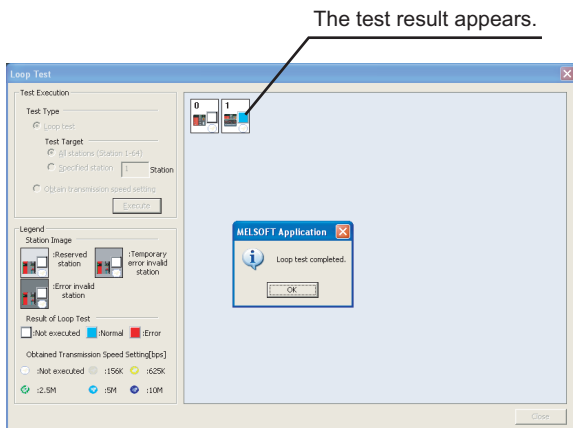 The test result appears.
Loop Test
Test Execution
Test Type
Loop test
Test Target
All stations (Station 1-64)
Specified station 1 Station
Obtain transmission speed setting
Execute
0 1
Legend
Station Image
:Reserved station
:Temporary error invalid station
:Error invalid station
Result of Loop Test
:Not executed :Normal :Error
Obtained Transmission Speed Setting[bps]
:Not executed :156K :625K
:2.5M :5M :10M
MELSOFT Application
Loop test completed.
OK
Close